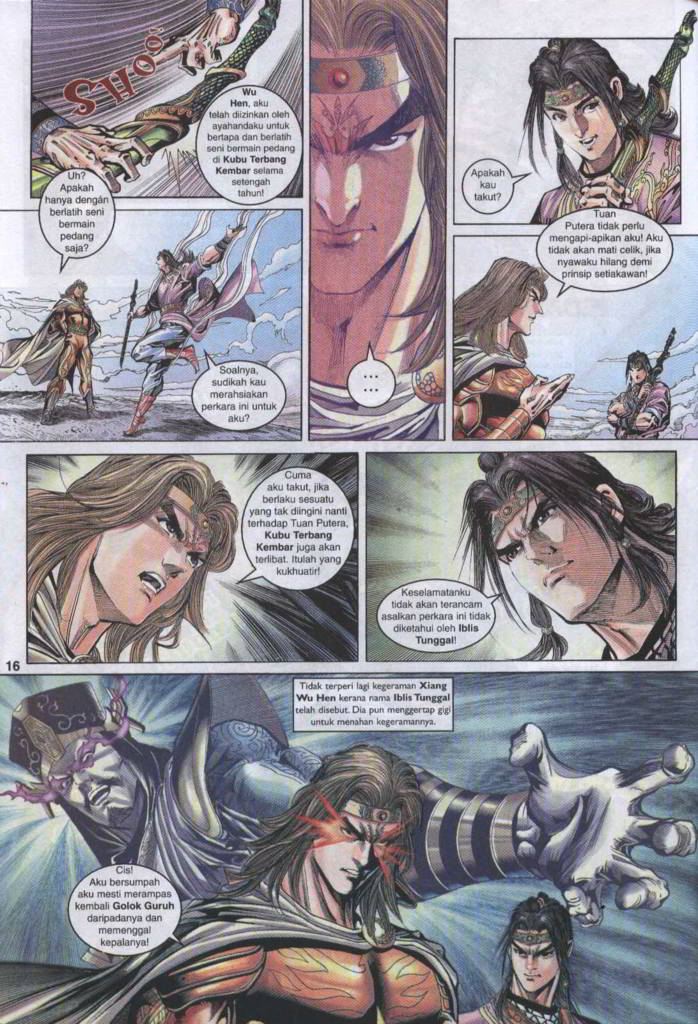 SHOOO
Wu
Hen, aku
telah diizinkan oleh
ayahandaku untuk
bertapa dan berlatih
seni bermain pedang
di Kubu Terbang
Kembar selama
setengah
tahun!
Uh?
Apakah
hanya dengan
berlatih seni
bermain
pedang
saja?
Soalnya,
sudikah kau
merahsiakan
perkara ini untuk
aku?
...
...
Apakah
kau
takut?
Tuan
Putera tidak perlu
mengapi-apikan aku! Aku
tidak akan mati celik, jika
nyawaku hilang demi
prinsip setiakawan!
Cuma
aku takut, jika
berlaku sesuatu
yang tak diingini nanti
terhadap Tuan Putera,
Kubu Terbang
Kembar juga akan
terlibat. Itulah yang
kukhuatir!
Keselamatanku
tidak akan terancam
asalkan perkara ini tidak
diketahui oleh Iblis
Tunggal!
16
Tidak terperi lagi kegeraman Xiang
Wu Hen kerana nama Iblis Tunggal
telah disebut. Dia pun menggertap gigi
untuk menahan kegeramannya.
Cis!
Aku bersumpah
aku mesti merampas
kembali Golok Guruh
daripadanya dan
memenggal
kepalanya!